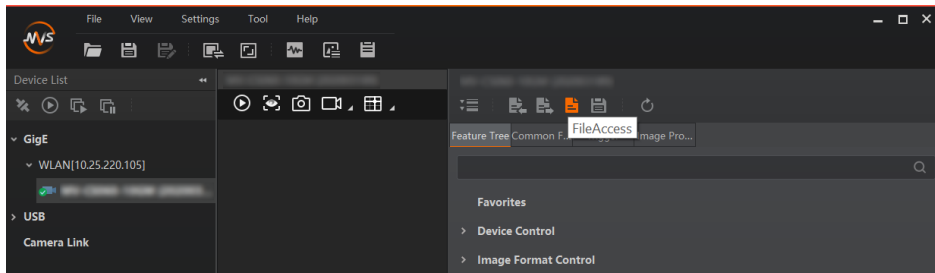 MVS
File View Settings Tool Help
Device List
FileAccess
Feature Tree Common F... mage Pro...
GigE
WLAN[10.25.220.105]
USB
Camera Link
Favorites
Device Control
Image Format Control